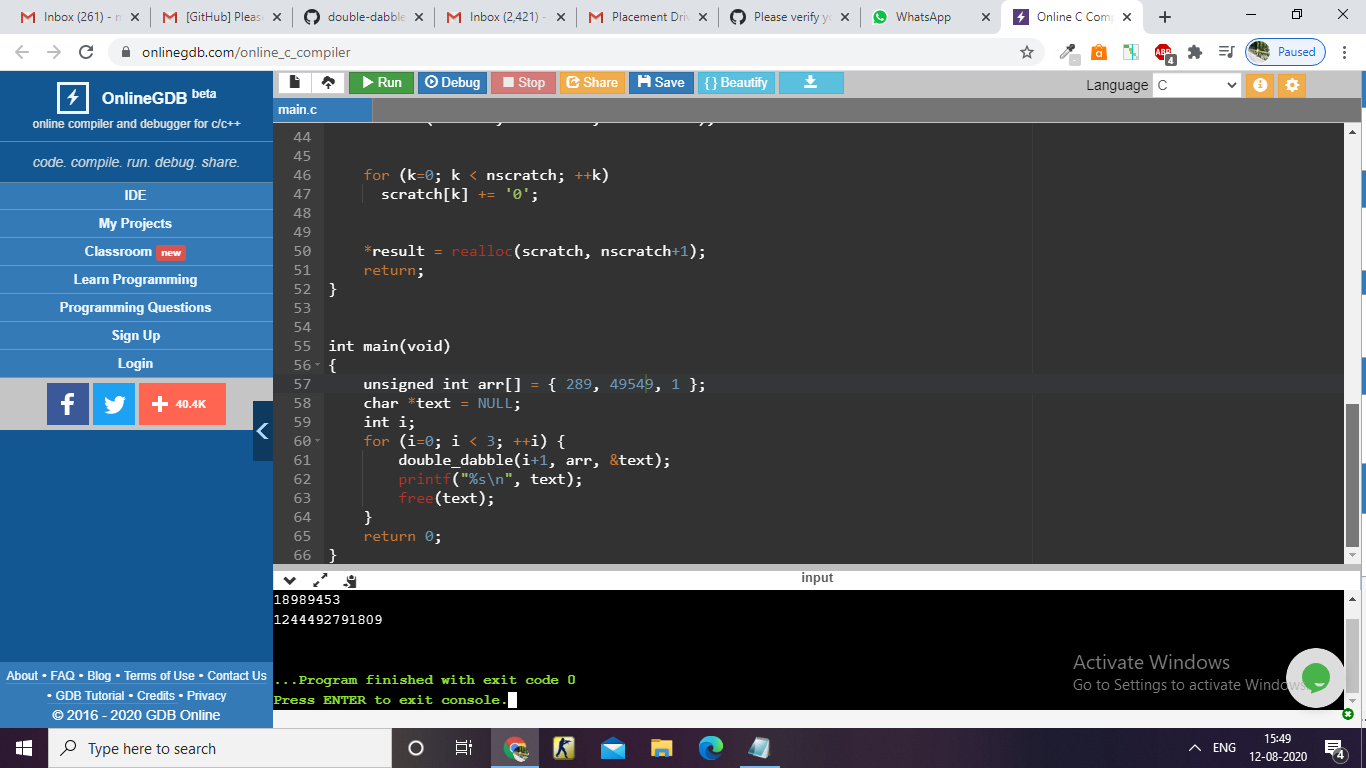 Inbox (261) - n
[GitHub] Pleas
double-dabble
Inbox (2,421) -
Placement Driv
Please verify yo
WhatsApp
Online C Comp
onlinegdb.com/online_c_compiler
ABP
4
Paused
OnlineGDB beta
online compiler and debugger for c/c++
code. compile. run. debug. share.
IDE
My Projects
Classroom new
Learn Programming
Programming Questions
Sign Up
Login
40.4K
About • FAQ • Blog • Terms of Use • Contact Us
• GDB Tutorial • Credits • Privacy
© 2016 - 2020 GDB Online
Run
Debug
Stop
Share
Save
{ } Beautify
Language C
main.c
44
45
46 for (k=0; k < nscratch; ++k)
47 scratch[k] += '0';
48
49
50 *result = realloc(scratch, nscratch+1);
51 return;
52 }
53
54
55 int main(void)
56 {
57 unsigned int arr[] = { 289, 49549, 1 };
58 char *text = NULL;
59 int i;
60 for (i=0; i < 3; ++i) {
61 double_dabble(i+1, arr, &text);
62 printf("%s\n", text);
63 free(text);
64 }
65 return 0;
66 }
input
18989453
1244492791809
...Program finished with exit code 0
Press ENTER to exit console.
Activate Windows
Go to Settings to activate Windows.
Type here to search
ENG
15:49
12-08-2020
4